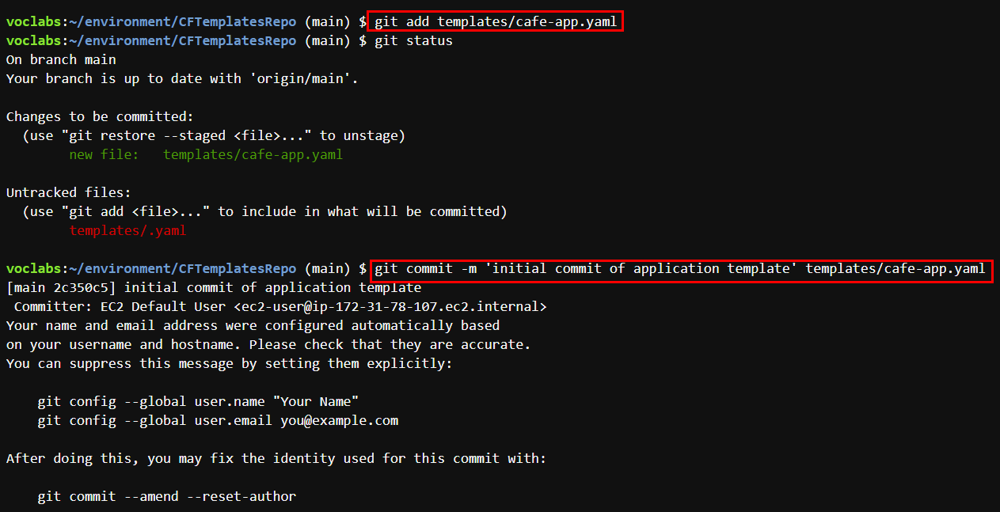 voclabs:~/environment/CFTemplatesRepo (main) $ git add templates/cafe-app.yaml
voclabs:~/environment/CFTemplatesRepo (main) $ git status
On branch main
Your branch is up to date with 'origin/main'.
Changes to be committed:
  (use "git restore --staged <file>..." to unstage)
        new file:   templates/cafe-app.yaml
Untracked files:
  (use "git add <file>..." to include in what will be committed)
        templates/.yaml
voclabs:~/environment/CFTemplatesRepo (main) $ git commit -m 'initial commit of application template' templates/cafe-app.yaml
[main 2c350c5] initial commit of application template
 Committer: EC2 Default User <ec2-user@ip-172-31-78-107.ec2.internal>
Your name and email address were configured automatically based
on your username and hostname. Please check that they are accurate.
You can suppress this message by setting them explicitly:
    git config --global user.name "Your Name"
    git config --global user.email you@example.com
After doing this, you may fix the identity used for this commit with:
    git commit --amend --reset-author